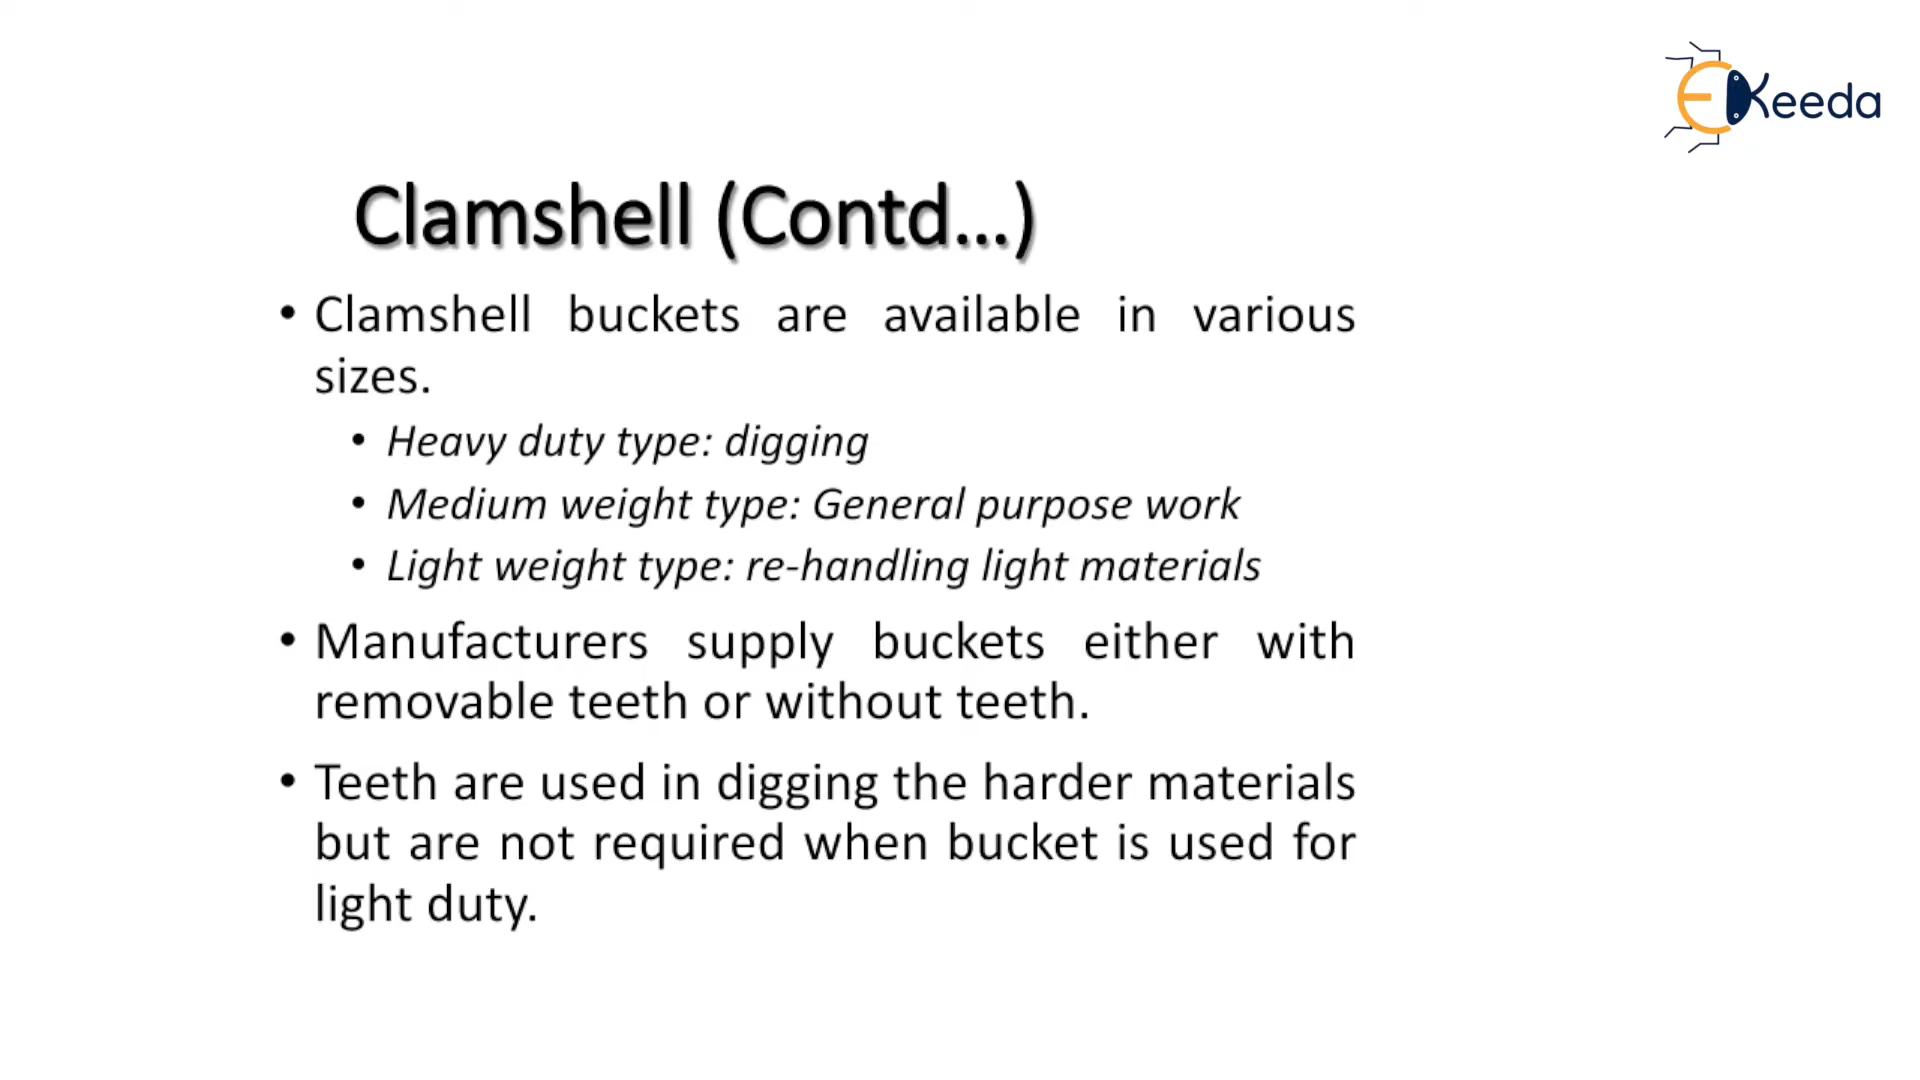 EKeeda
Clamshell (Contd...)
• Clamshell buckets are available in various
sizes.
• Heavy duty type: digging
• Medium weight type: General purpose work
• Light weight type: re-handling light materials
• Manufacturers supply buckets either with
removable teeth or without teeth.
• Teeth are used in digging the harder materials
but are not required when bucket is used for
light duty.